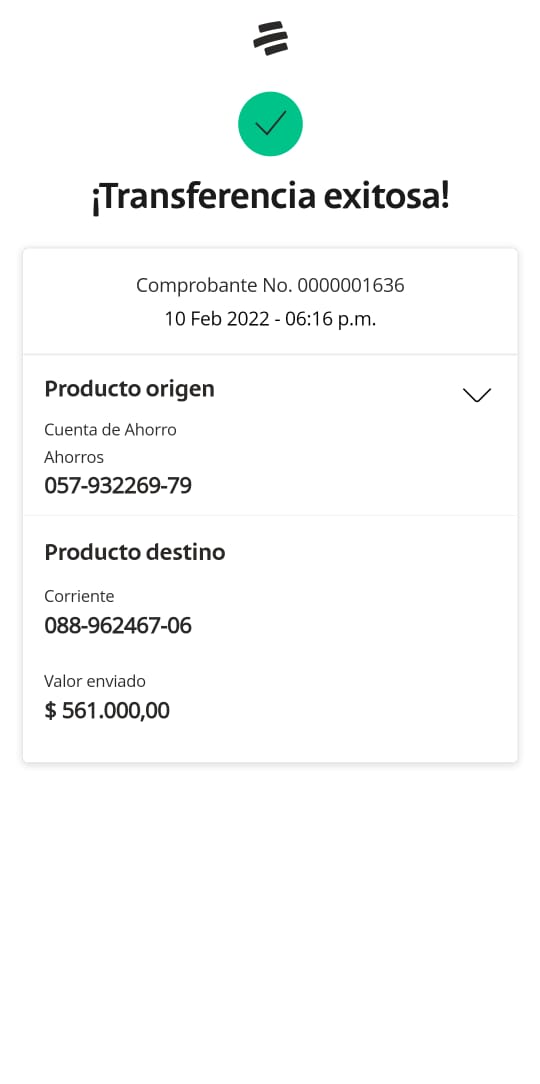 ¡Transferencia exitosa!
Comprobante No. 0000001636
10 Feb 2022 - 06:16 p.m.
Producto origen
Cuenta de Ahorro
Ahorros
057-932269-79
Producto destino
Corriente
088-962467-06
Valor enviado
$ 561.000,00